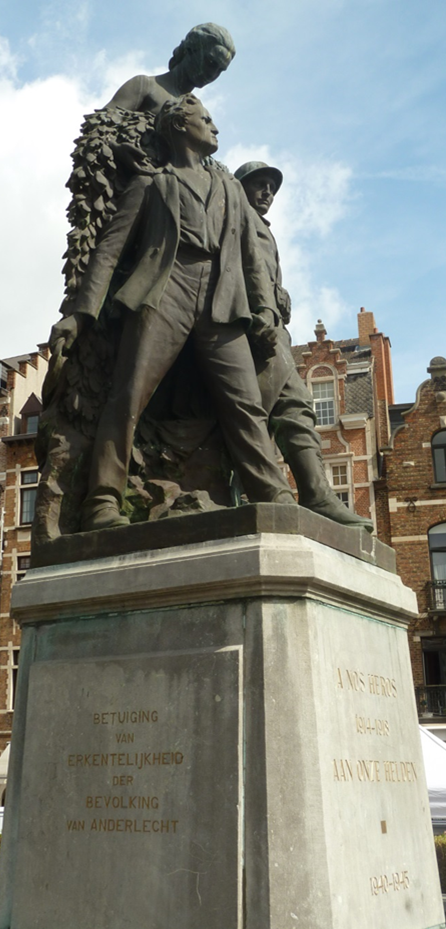 BETUIGING
VAN
ERKENTELIJKHEID
DER
BEVOLKING
VAN ANDERLECHT
A NOS HEROS
1914-1918
AAN ONZE HELDEN
1940-1945